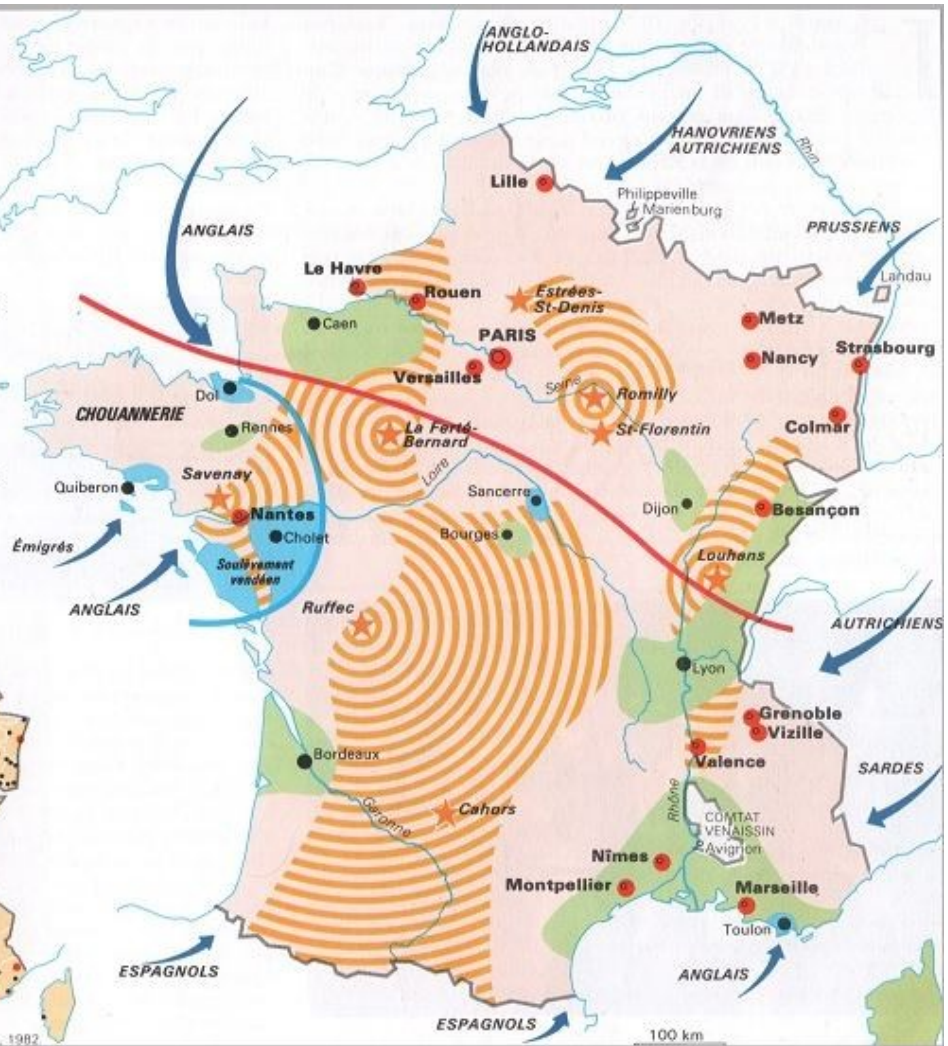 ANGLO-
HOLLANDAIS
HANOVRIENS
AUTRICHIENS
Rhin
Lille
Philippeville
Marienburg
ANGLAIS
PRUSSIENS
Landau
Le Havre
Rouen
Estrées-
St-Denis
Caen
PARIS
Metz
Versailles
Nancy
Strasbourg
Seine
Romilly
Dol
CHOUANNERIE
Rennes
La Ferté-
Bernard
St-Florentin
Colmar
Loire
Savenay
Quiberon
Sancerre
Nantes
Dijon
Besançon
Cholet
Bourges
Émigrés
Soulèvement
vendéen
Louhans
ANGLAIS
Ruffec
AUTRICHIENS
Lyon
Grenoble
Vizille
Bordeaux
Valence
SARDES
Rhône
Garonne
Cahors
COMTAT
VENAISSIN
Avignon
Nîmes
Montpellier
Marseille
Toulon
ESPAGNOLS
ANGLAIS
ESPAGNOLS
100 km
1982